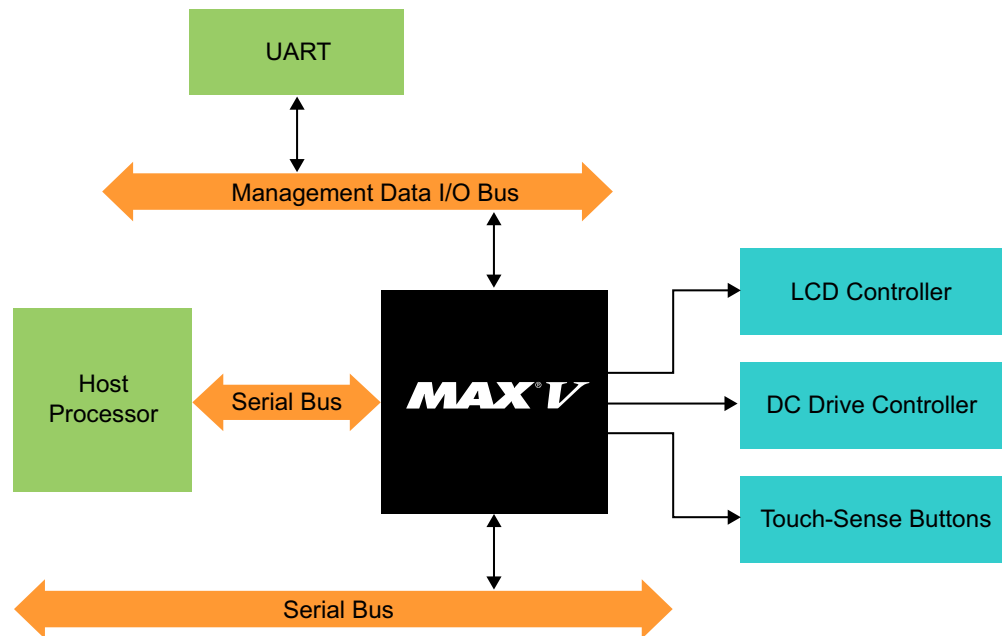 UART
Management Data I/O Bus
LCD Controller
Host
Processor
Serial Bus
MAX® V
DC Drive Controller
Touch-Sense Buttons
Serial Bus